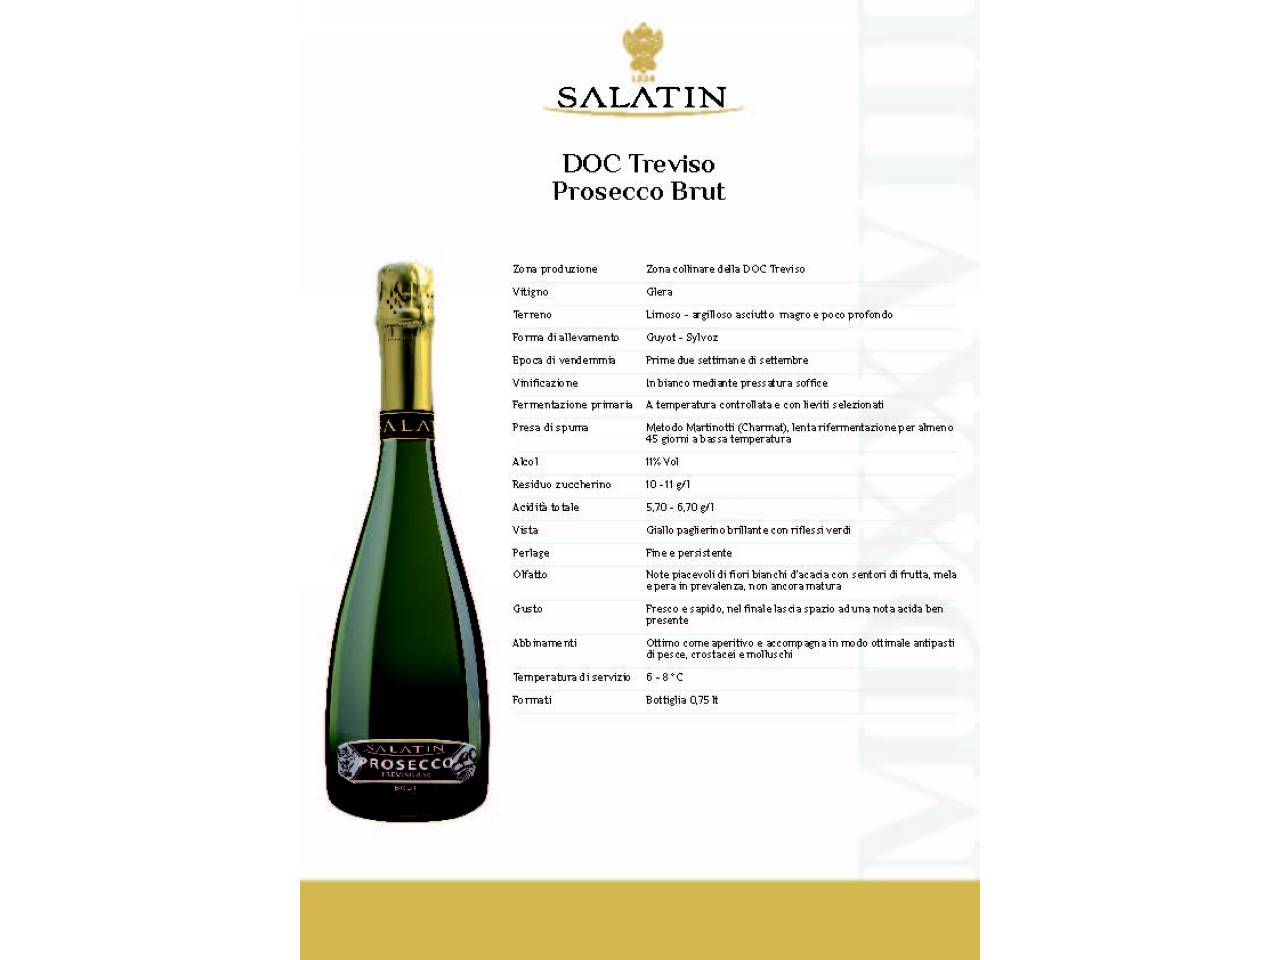 1528
SALATIN
DOC Treviso
Prosecco Brut
Zona produzione Zona collinare della DOC Treviso
Vitigno Glera
Terreno Limoso - argilloso asciutto magro e poco profondo
Forma di allevamento Guyot - Sylvoz
Epoca di vendemmia Prime due settimane di settembre
Vinificazione In bianco mediante pressatura soffice
Fermentazione primaria A temperatura controllata e con lieviti selezionati
Presa di spuma Metodo Martinotti (Charmat), lenta rifermentazione per almeno
45 giorni a bassa temperatura
Alcol 11% Vol
Residuo zuccherino 10 -11 g/l
Acidità totale 5,70 - 6,70 g/l
Vista Giallo paglierino brillante con riflessi verdi
Perlage Fine e persistente
Olfatto Note piacevoli di fiori bianchi d'acacia con sentori di frutta, mela
e pera in prevalenza, non ancora matura
Gusto Fresco e sapido, nel finale lascia spazio ad una nota acida ben
presente
Abbinamenti Ottimo come aperitivo e accompagna in modo ottimale antipasti
di pesce, crostacei e molluschi
Temperatura di servizio 6 - 8 °C
Formati Bottiglia 0,75 lt
ALA
SALATIN
PROSECCO
TREVISO doc
BRUT
MDXXVIII